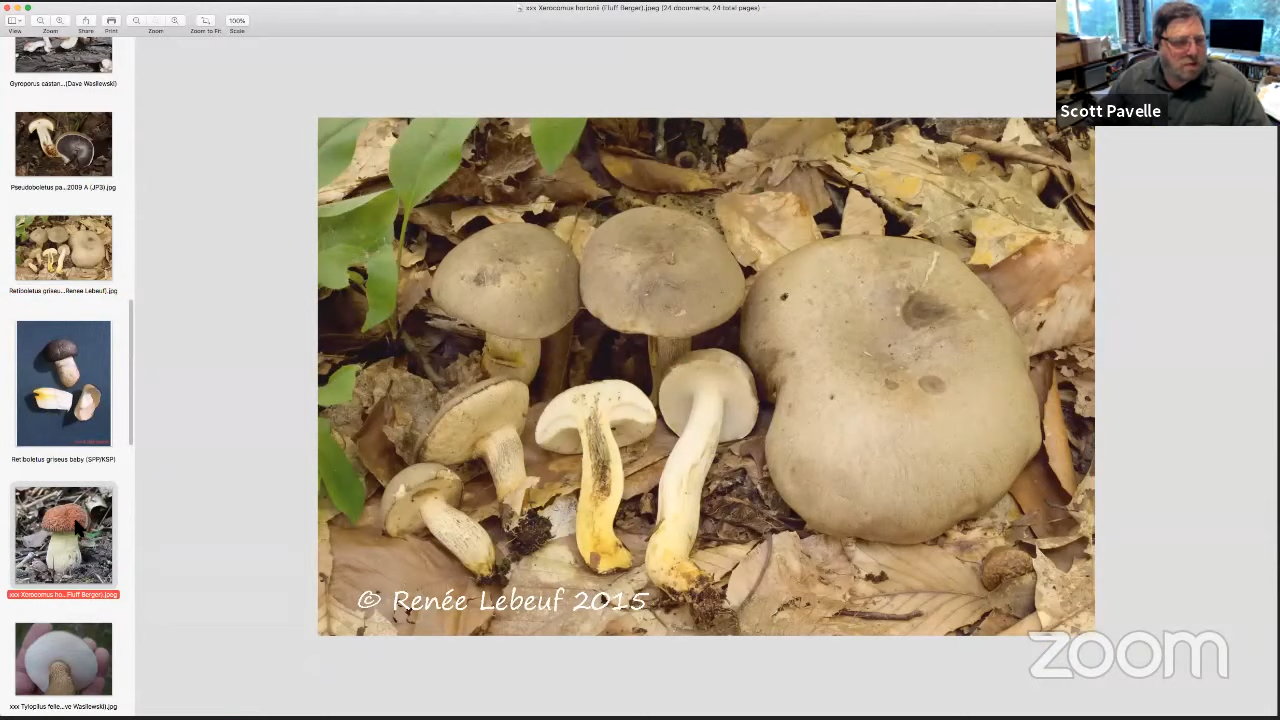 xxx Xerocomus hortonii (Fluff Berger).jpeg (24 documents, 24 total pages)
100%
View Zoom Share Print Zoom Zoom to Fit Scale
Gyroporus castan...(Dave Wasilewski)
Pseudoboletus pa...2009 A (JP3).jpg
Retiboletus griseu...Renee Lebeuf).jpg
Retiboletus griseus baby (SPP/KSP)
xxx Xerocomus ho...Fluff Berger).jpeg
xxx Tylopilus felle...ve Wasilewski).jpg
© Renée Lebeuf 2015
Scott Pavelle
zoom